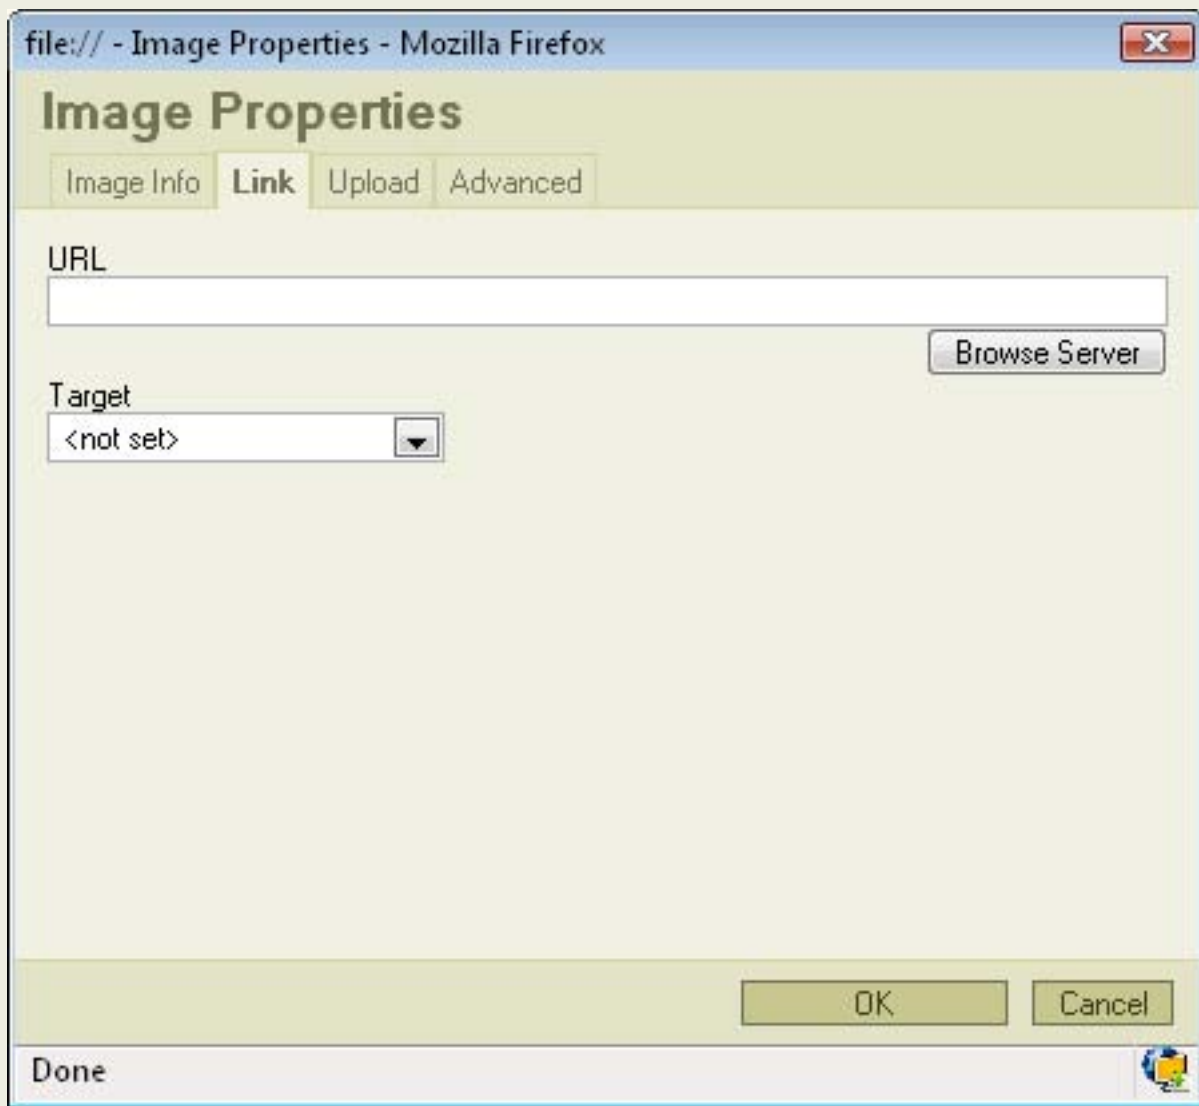 file:// - Image Properties - Mozilla Firefox
Image Properties
Image Info Link Upload Advanced
URL
Browse Server
Target
<not set>
OK Cancel
Done